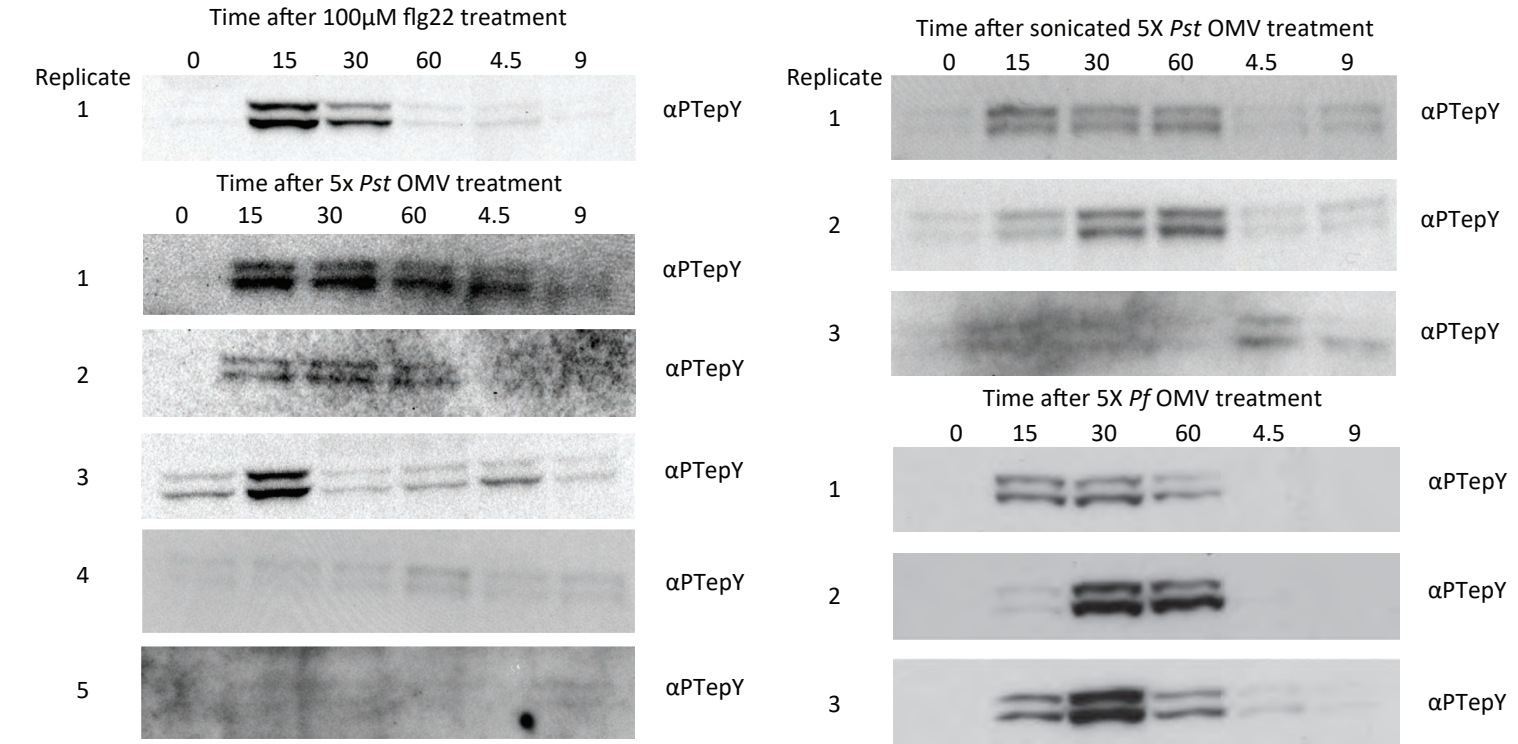 Time after 100µM flg22 treatment
0 15 30 60 4.5 9
Replicate
1 αPTepY
Time after 5x Pst OMV treatment
0 15 30 60 4.5 9
1 αPTepY
2 αPTepY
3 αPTepY
4 αPTepY
5 αPTepY
Time after sonicated 5X Pst OMV treatment
0 15 30 60 4.5 9
Replicate
1 αPTepY
2 αPTepY
3 αPTepY
Time after 5X Pf OMV treatment
0 15 30 60 4.5 9
1 αPTepY
2 αPTepY
3 αPTepY